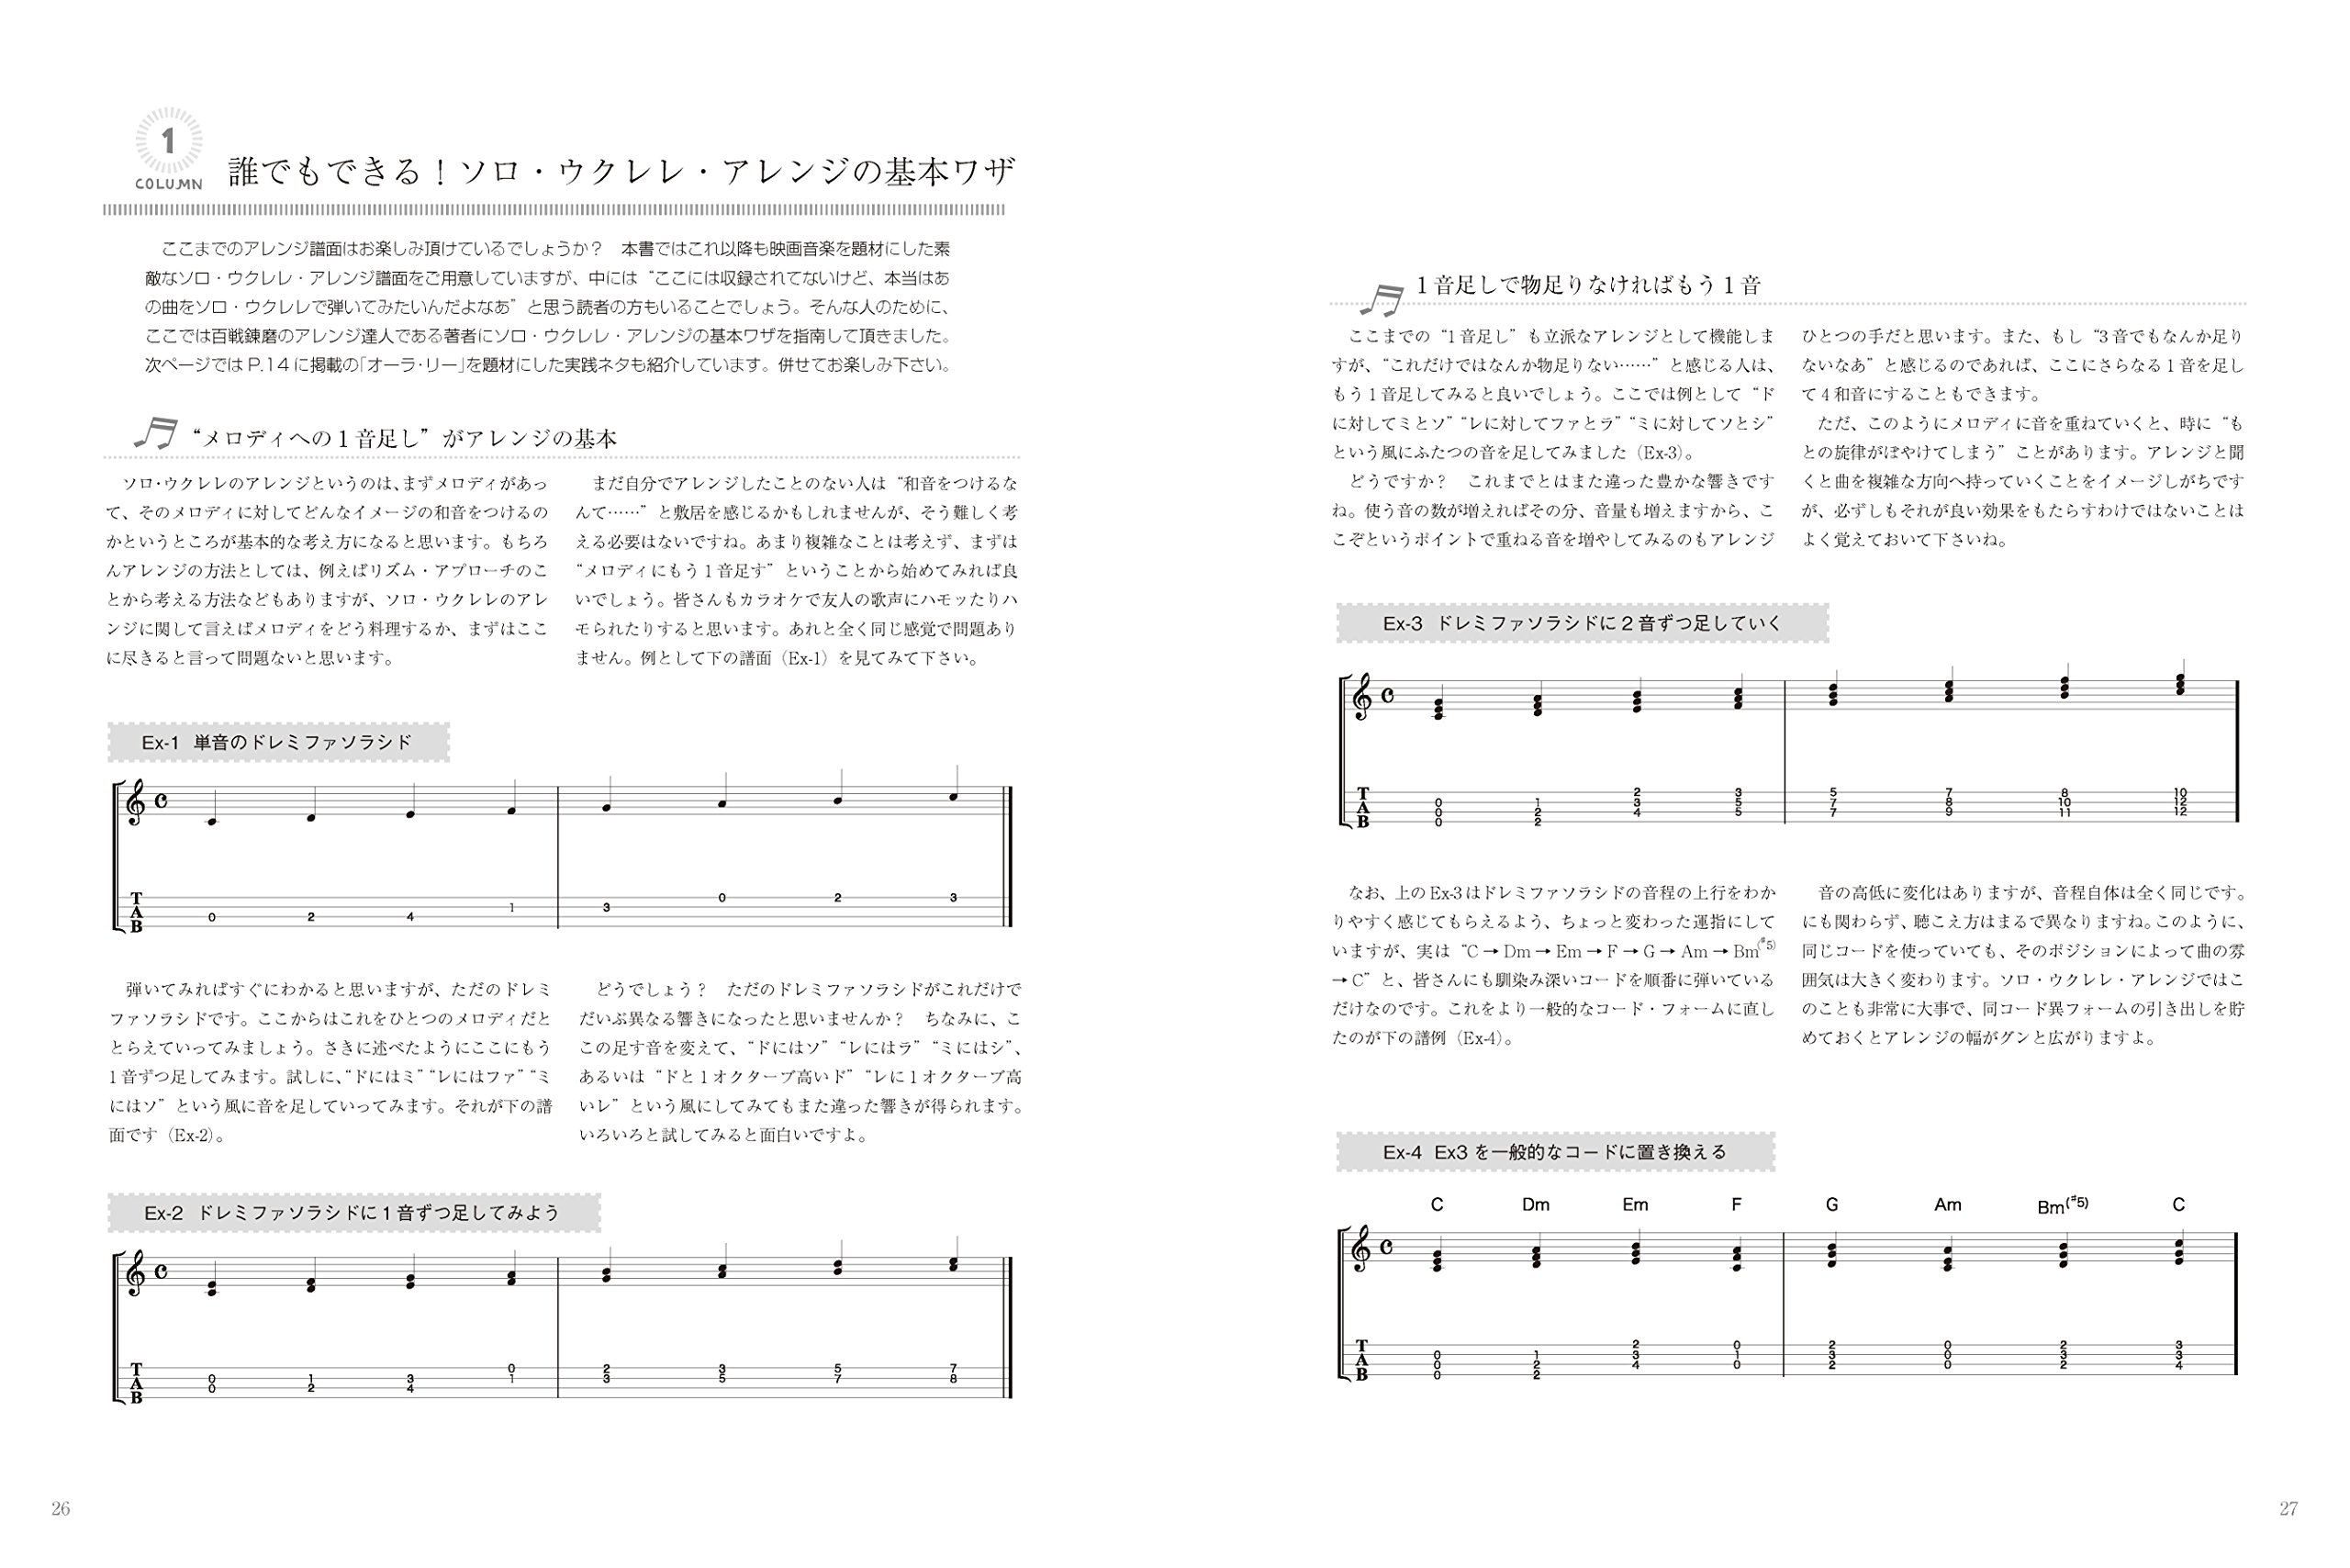 1
COLUMN
誰でもできる！ソロ・ウクレレ・アレンジの基本ワザ
ここまでのアレンジ譜面はお楽しみ頂けているでしょうか？　本書ではこれ以降も映画音楽を題材にした素
敵なソロ・ウクレレ・アレンジ譜面をご用意していますが、中には“ここには収録されてないけど、本当はあ
の曲をソロ・ウクレレで弾いてみたいんだよなあ”と思う読者の方もいることでしょう。そんな人のために、
ここでは百戦錬磨のアレンジ達人である著者にソロ・ウクレレ・アレンジの基本ワザを指南して頂きました。
次ページではP.14に掲載の「オーラ・リー」を題材にした実践ネタも紹介しています。併せてお楽しみ下さい。
“メロディへの１音足し”がアレンジの基本
ソロ・ウクレレのアレンジというのは、まずメロディがあっ
て、そのメロディに対してどんなイメージの和音をつけるの
かというところが基本的な考え方になると思います。もちろ
んアレンジの方法としては、例えばリズム・アプローチのこ
とから考える方法などもありますが、ソロ・ウクレレのアレ
ンジに関して言えばメロディをどう料理するか、まずはここ
に尽きると言って問題ないと思います。
まだ自分でアレンジしたことのない人は“和音をつけるな
んて……”と敷居を感じるかもしれませんが、そう難しく考
える必要はないですね。あまり複雑なことは考えず、まずは
“メロディにもう１音足す”ということから始めてみれば良
いでしょう。皆さんもカラオケで友人の歌声にハモッたりハ
モられたりすると思います。あれと全く同じ感覚で問題あり
ません。例として下の譜面（Ex-1）を見てみて下さい。
Ex-1 単音のドレミファソラシド
T
A
B
0 2 4 1 3 0 2 3
弾いてみればすぐにわかると思いますが、ただのドレミ
ファソラシドです。ここからはこれをひとつのメロディだと
とらえていってみましょう。さきに述べたようにここにもう
１音ずつ足してみます。試しに、“ドにはミ”“レにはファ”“ミ
にはソ”という風に音を足していってみます。それが下の譜
面です（Ex-2）。
どうでしょう？　ただのドレミファソラシドがこれだけで
だいぶ異なる響きになったと思いませんか？　ちなみに、こ
この足す音を変えて、“ドにはソ”“レにはラ”“ミにはシ”、
あるいは“ドと１オクターブ高いド”“レに１オクターブ高
いレ”という風にしてみてもまた違った響きが得られます。
いろいろと試してみると面白いですよ。
Ex-2 ドレミファソラシドに１音ずつ足してみよう
T
A
B
0 1 3 0 2 3 5 7
0 2 4 1 3 5 7 8
26
１音足しで物足りなければもう１音
ここまでの“１音足し”も立派なアレンジとして機能しま
すが、“これだけではなんか物足りない……”と感じる人は、
もう１音足してみると良いでしょう。ここでは例として“ド
に対してミとソ”“レに対してファとラ”“ミに対してソとシ”
という風にふたつの音を足してみました（Ex-3）。
どうですか？　これまでとはまた違った豊かな響きです
ね。使う音の数が増えればその分、音量も増えますから、こ
こぞというポイントで重ねる音を増やしてみるのもアレンジ
ひとつの手だと思います。また、もし“３音でもなんか足り
ないなあ”と感じるのであれば、ここにさらなる１音を足し
て４和音にすることもできます。
ただ、このようにメロディに音を重ねていくと、時に“も
との旋律がぼやけてしまう”ことがあります。アレンジと聞
くと曲を複雑な方向へ持っていくことをイメージしがちです
が、必ずしもそれが良い効果をもたらすわけではないことは
よく覚えておいて下さいね。
Ex-3 ドレミファソラシドに２音ずつ足していく
T
A
B
0 1 2 3 5 7 8 10
0 2 3 5 7 8 10 12
0 2 4 5 7 9 11 12
なお、上のEx-3はドレミファソラシドの音程の上行をわか
りやすく感じてもらえるよう、ちょっと変わった運指にして
いますが、実は“C→Dm→Em→F→G→Am→Bm(♯5)
→C”と、皆さんにも馴染み深いコードを順番に弾いている
だけなのです。これをより一般的なコード・フォームに直し
たのが下の譜例（Ex-4）。
音の高低に変化はありますが、音程自体は全く同じです。
にも関わらず、聴こえ方はまるで異なりますね。このように、
同じコードを使っていても、そのポジションによって曲の雰
囲気は大きく変わります。ソロ・ウクレレ・アレンジではこ
のことも非常に大事で、同コード異フォームの引き出しを貯
めておくとアレンジの幅がグンと広がりますよ。
Ex-4 Ex3を一般的なコードに置き換える
C Dm Em F G Am Bm(♯5) C
T
A
B
0 1 2 0 2 0 2 3
0 2 3 1 3 0 3 3
0 2 4 0 2 0 2 4
27